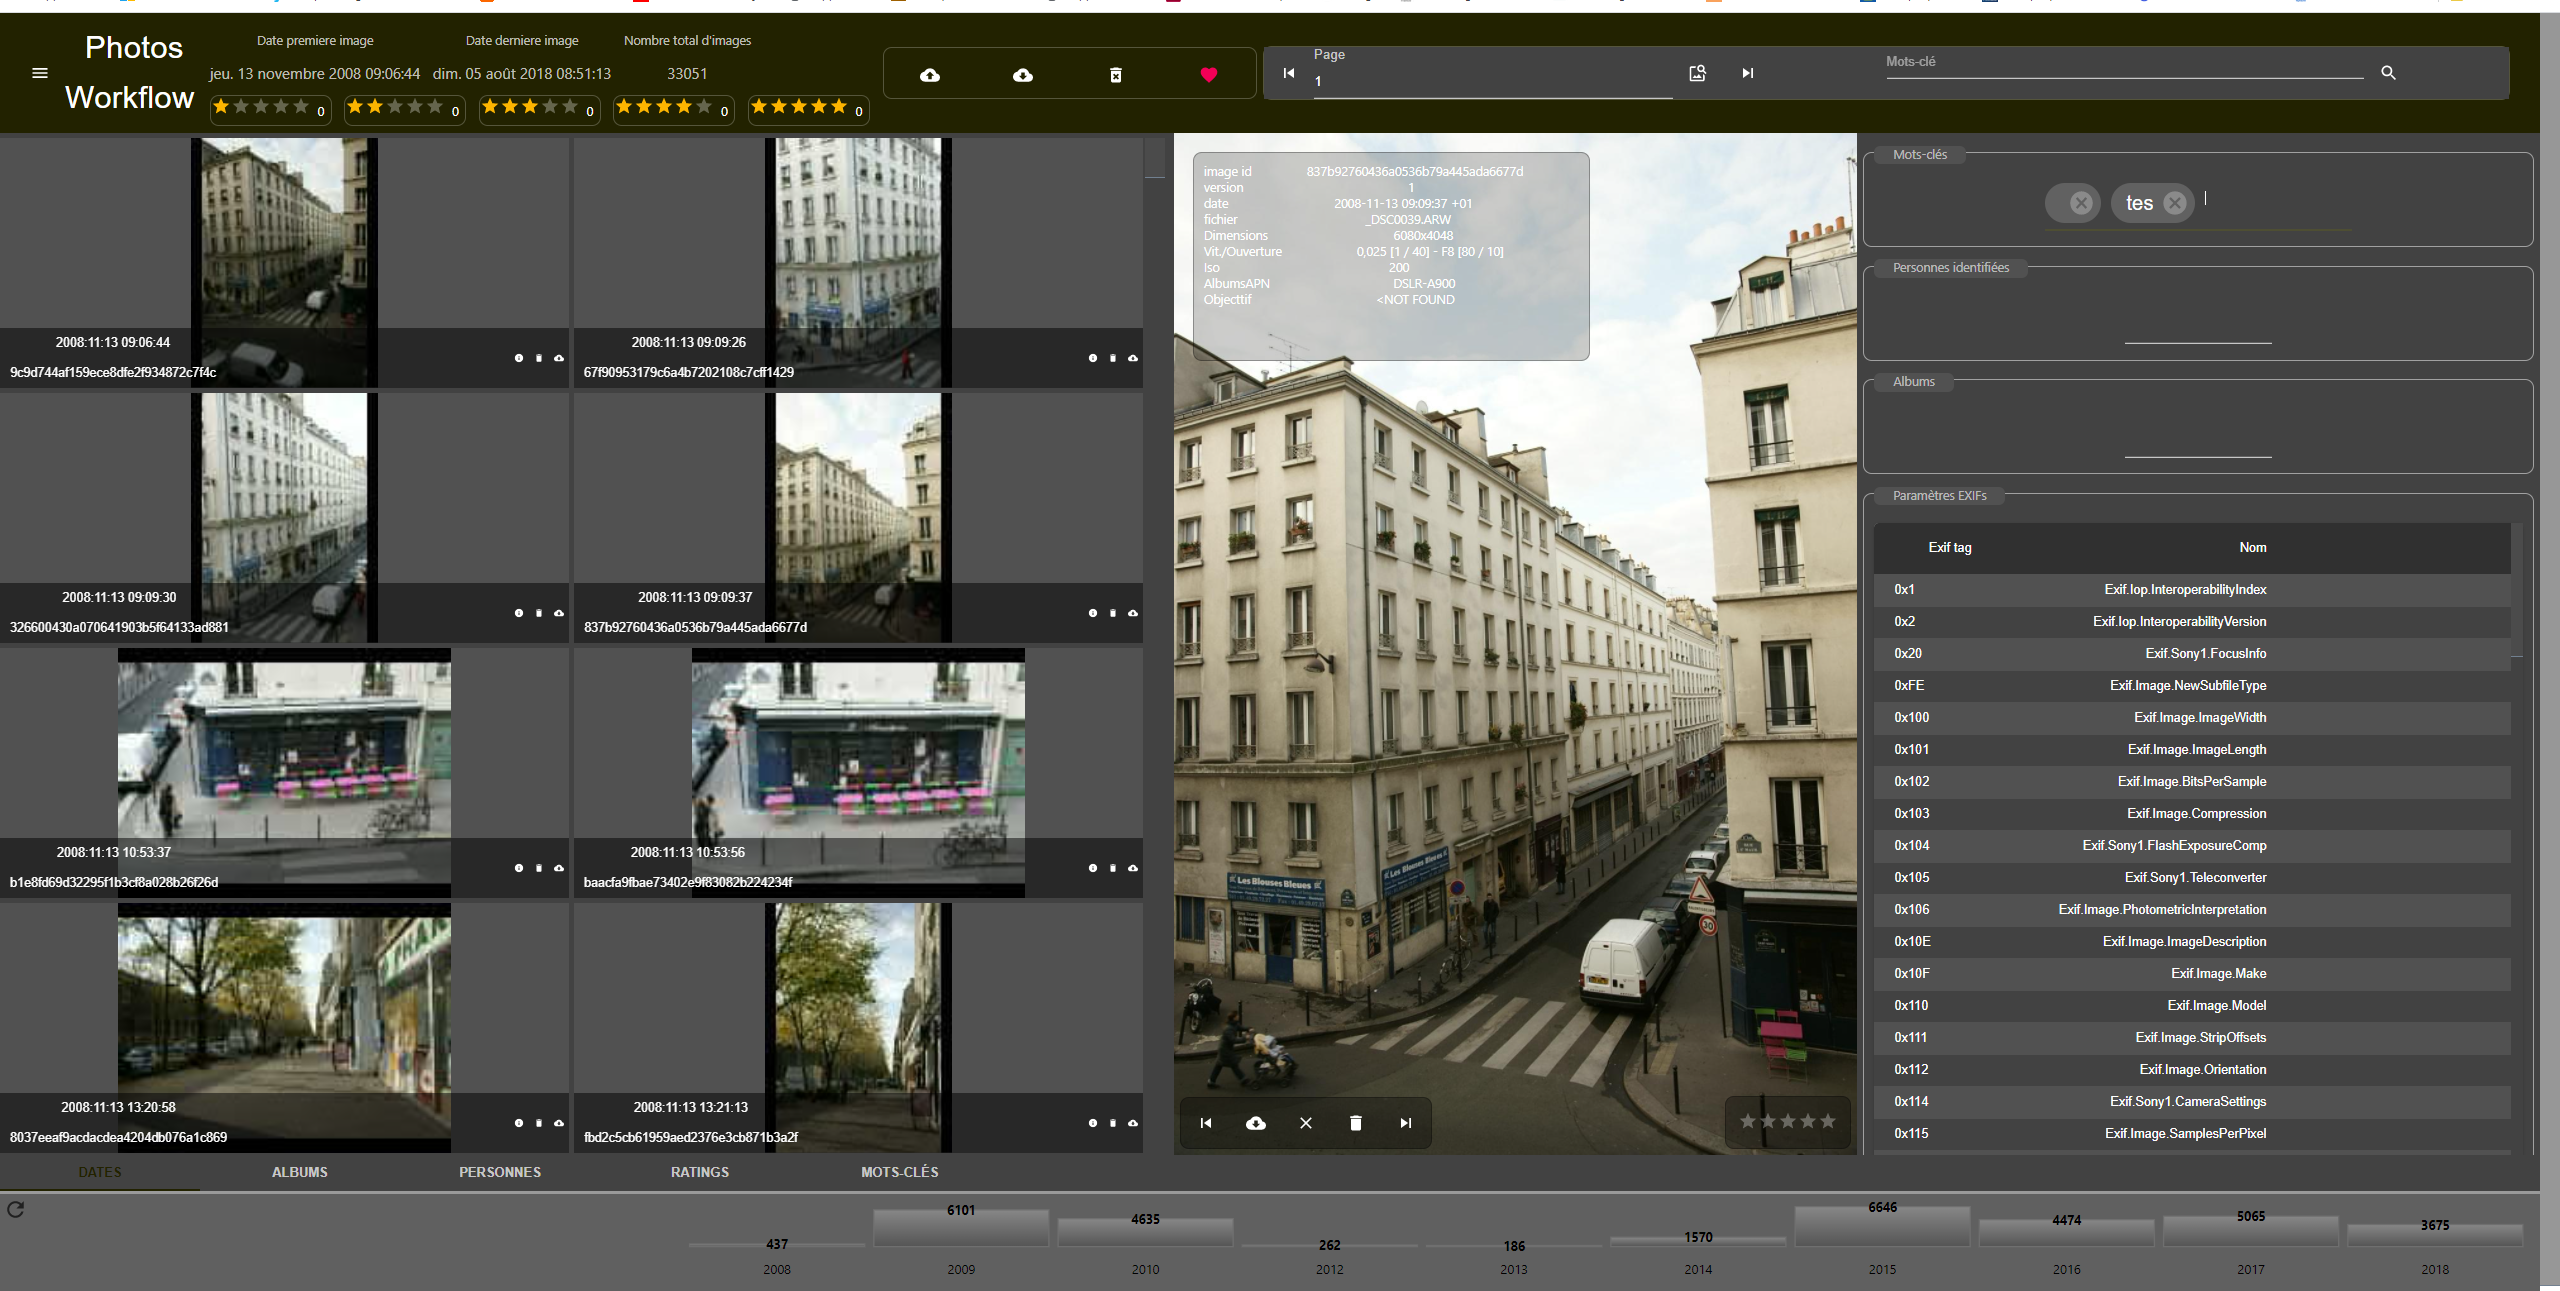 Photos
Workflow
Date premiere image
Date derniere image
Nombre total d'images
jeu. 13 novembre 2008 09:06:44
dim. 05 août 2018 08:51:13
33051
0
0
0
0
0
Page
1
Mots-clé
2008:11:13 09:06:44
9c9d744af159ece8dfe2f934872c7f4c
2008:11:13 09:09:26
67f90953179c6a4b7202108c7cff1429
2008:11:13 09:09:30
326600430a070641903b5f64133ad881
2008:11:13 09:09:37
837b92760436a0536b79a445ada6677d
2008:11:13 10:53:37
b1e8fd69d32295f1b3cf8a028b26f26d
2008:11:13 10:53:56
baacfa9fbae73402e9f83082b224234f
2008:11:13 13:20:58
8037eeaf9acdacdea4204db076a1c869
2008:11:13 13:21:13
fbd2c5cb61959aed2376e3cb871b3a2f
image id 837b92760436a0536b79a445ada6677d
version 1
date 2008-11-13 09:09:37 +01
fichier _DSC0039.ARW
Dimensions 6080x4048
Vit./Ouverture 0,025 [1 / 40] - F8 [80 / 10]
Iso 200
AlbumsAPN DSLR-A900
Objecttif <NOT FOUND
Les Blouses Bleues
Les Blouses Bleues
30
Mots-clés
tes
Personnes identifiées
Albums
Paramètres EXIFs
Exif tag Nom
0x1 Exif.Iop.InteroperabilityIndex
0x2 Exif.Iop.InteroperabilityVersion
0x20 Exif.Sony1.FocusInfo
0xFE Exif.Image.NewSubfileType
0x100 Exif.Image.ImageWidth
0x101 Exif.Image.ImageLength
0x102 Exif.Image.BitsPerSample
0x103 Exif.Image.Compression
0x104 Exif.Sony1.FlashExposureComp
0x105 Exif.Sony1.Teleconverter
0x106 Exif.Image.PhotometricInterpretation
0x10E Exif.Image.ImageDescription
0x10F Exif.Image.Make
0x110 Exif.Image.Model
0x111 Exif.Image.StripOffsets
0x112 Exif.Image.Orientation
0x114 Exif.Sony1.CameraSettings
0x115 Exif.Image.SamplesPerPixel
DATES
ALBUMS
PERSONNES
RATINGS
MOTS-CLÉS
437
6101
4635
262
186
1570
6646
4474
5065
3675
2008
2009
2010
2012
2013
2014
2015
2016
2017
2018